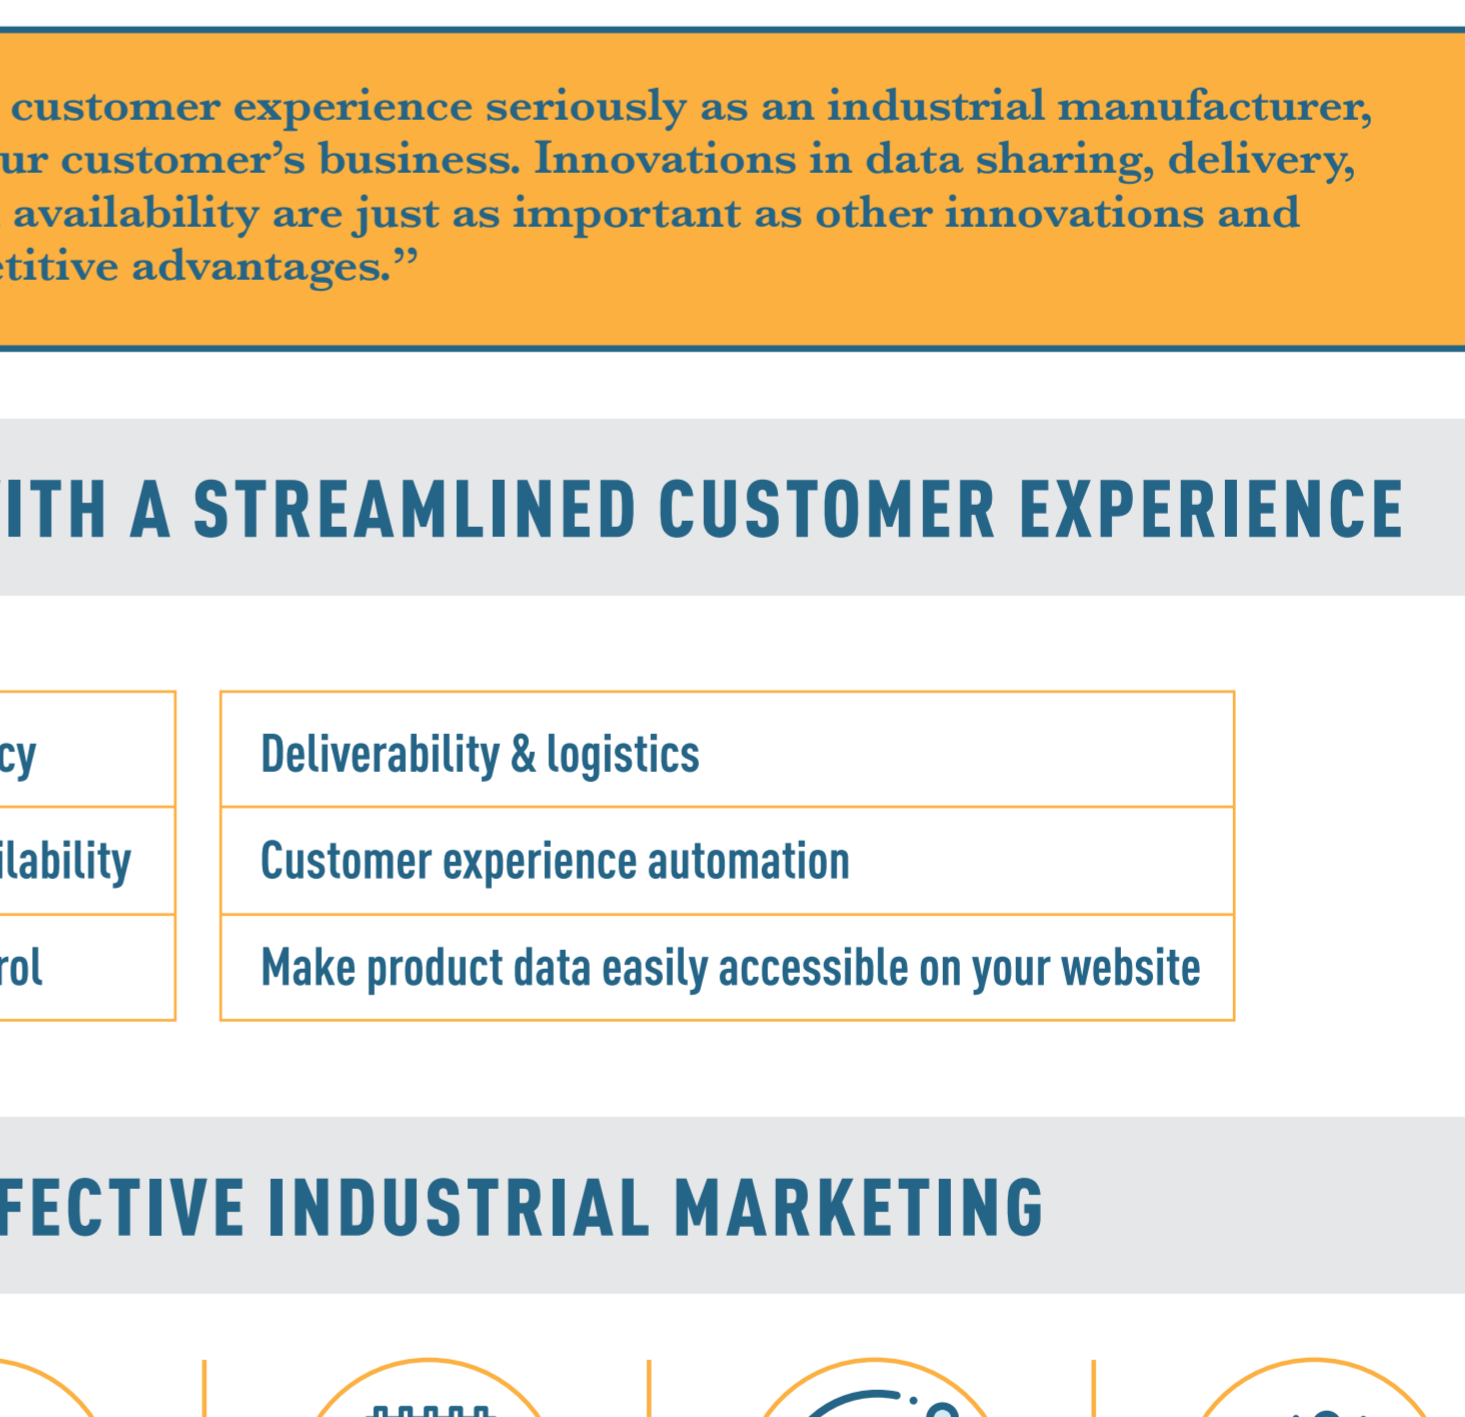 customer experience seriously as an industrial manufacturer,
ur customer’s business. Innovations in data sharing, delivery,
availability are just as important as other innovations and
etitive advantages.”
ITH A STREAMLINED CUSTOMER EXPERIENCE
cy
Deliverability & logistics
ilability
Customer experience automation
rol
Make product data easily accessible on your website
FECTIVE INDUSTRIAL MARKETING